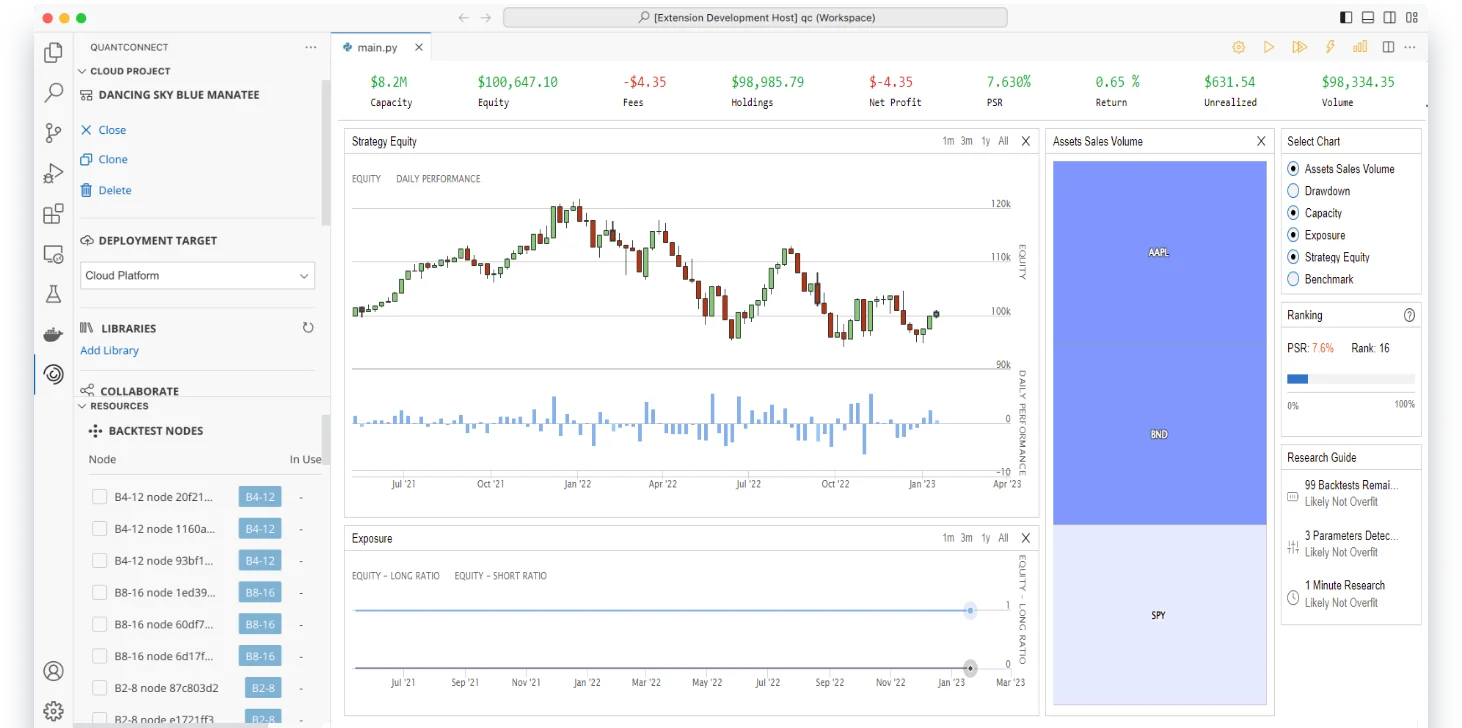 [Extension Development Host] qc (Workspace)
QUANTCONNECT
CLOUD PROJECT
DANCING SKY BLUE MANATEE
Close
Clone
Delete
DEPLOYMENT TARGET
Cloud Platform
LIBRARIES
Add Library
COLLABORATE
RESOURCES
BACKTEST NODES
Node In Use
B4-12 node 20f21... B4-12 -
B4-12 node 1160a... B4-12 -
B4-12 node 93bf1... B4-12 -
B8-16 node 1ed39... B8-16 -
B8-16 node 60df7... B8-16 -
B8-16 node 6d17f... B8-16 -
B2-8 node 87c803d2 B2-8 -
B2-8 node e1721ff3 B2-8 -
main.py
$8.2M $100,647.10 -$4.35 $98,985.79 $-4.35 7.630% 0.65 % $631.54 $98,334.35
Capacity Equity Fees Holdings Net Profit PSR Return Unrealized Volume
Strategy Equity 1m 3m 1y All
EQUITY DAILY PERFORMANCE
120k
110k
100k
90k
EQUITY
0
-10
DAILY PERFORMANCE
Jul '21 Oct '21 Jan '22 Apr '22 Jul '22 Oct '22 Jan '23 Apr '23
Exposure 1m 3m 1y All
EQUITY - LONG RATIO EQUITY - SHORT RATIO
1
0
EQUITY - LONG RATIO
Jul '21 Sep '21 Nov '21 Jan '22 Mar '22 May '22 Jul '22 Sep '22 Nov '22 Jan '23 Mar '23
Assets Sales Volume
AAPL
BND
SPY
Select Chart
Assets Sales Volume
Drawdown
Capacity
Exposure
Strategy Equity
Benchmark
Ranking
PSR: 7.6% Rank: 16
0% 100%
Research Guide
99 Backtests Remai...
Likely Not Overfit
3 Parameters Detec...
Likely Not Overfit
1 Minute Research
Likely Not Overfit